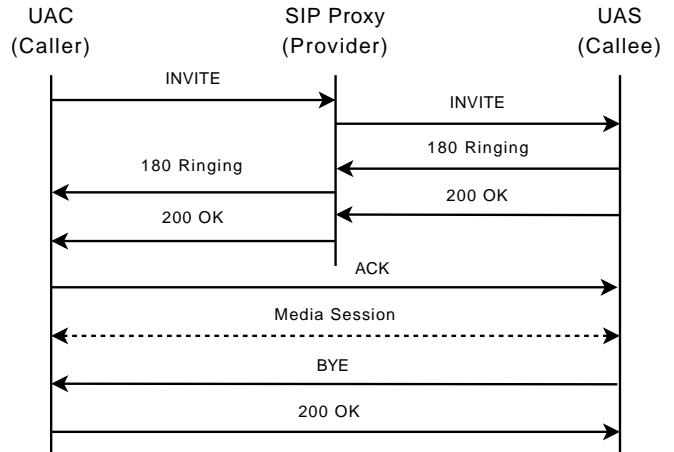 UAC
(Caller)
SIP Proxy
(Provider)
UAS
(Callee)
INVITE
INVITE
180 Ringing
180 Ringing
200 OK
200 OK
ACK
Media Session
BYE
200 OK